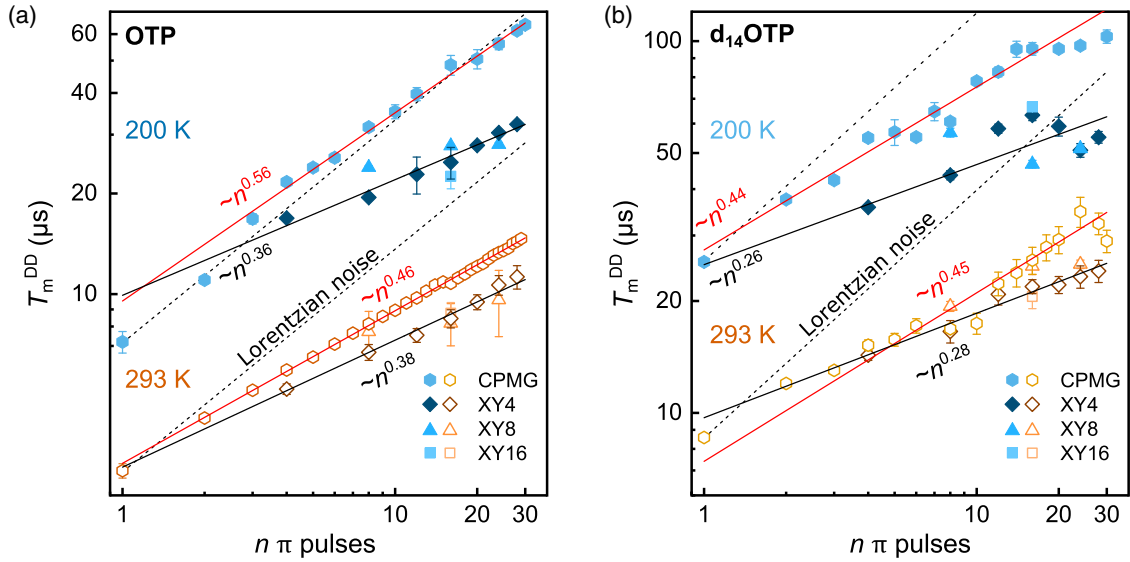 (a)
OTP
60
40
20
10
T_m^DD (μs)
200 K
293 K
~n^0.56
~n^0.36
~n^0.46
~n^0.38
Lorentzian noise
CPMG
XY4
XY8
XY16
1
10
20
30
n π pulses
(b)
d₁₄OTP
100
50
20
10
T_m^DD (μs)
200 K
293 K
~n^0.44
~n^0.26
~n^0.45
~n^0.28
Lorentzian noise
CPMG
XY4
XY8
XY16
1
10
20
30
n π pulses